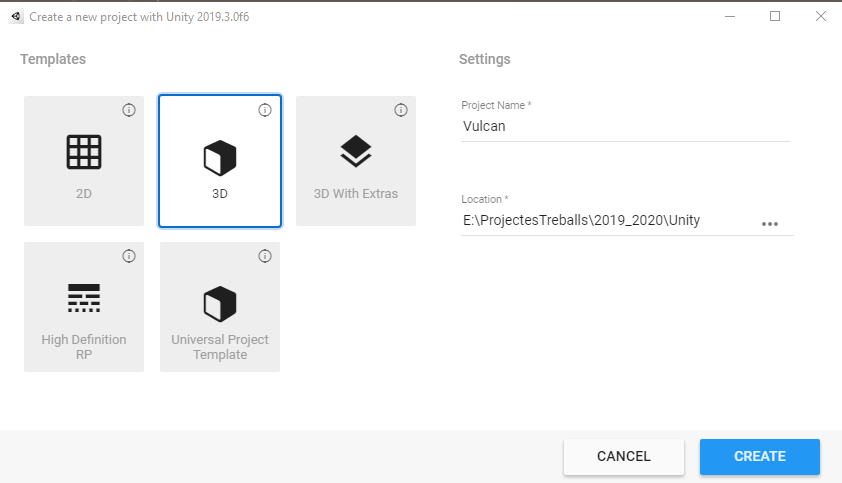 Create a new project with Unity 2019.3.0f6
Templates
2D
3D
3D With Extras
High Definition
RP
Universal Project
Template
Settings
Project Name *
Vulcan
Location *
E:\ProjectesTreballs\2019_2020\Unity
CANCEL
CREATE